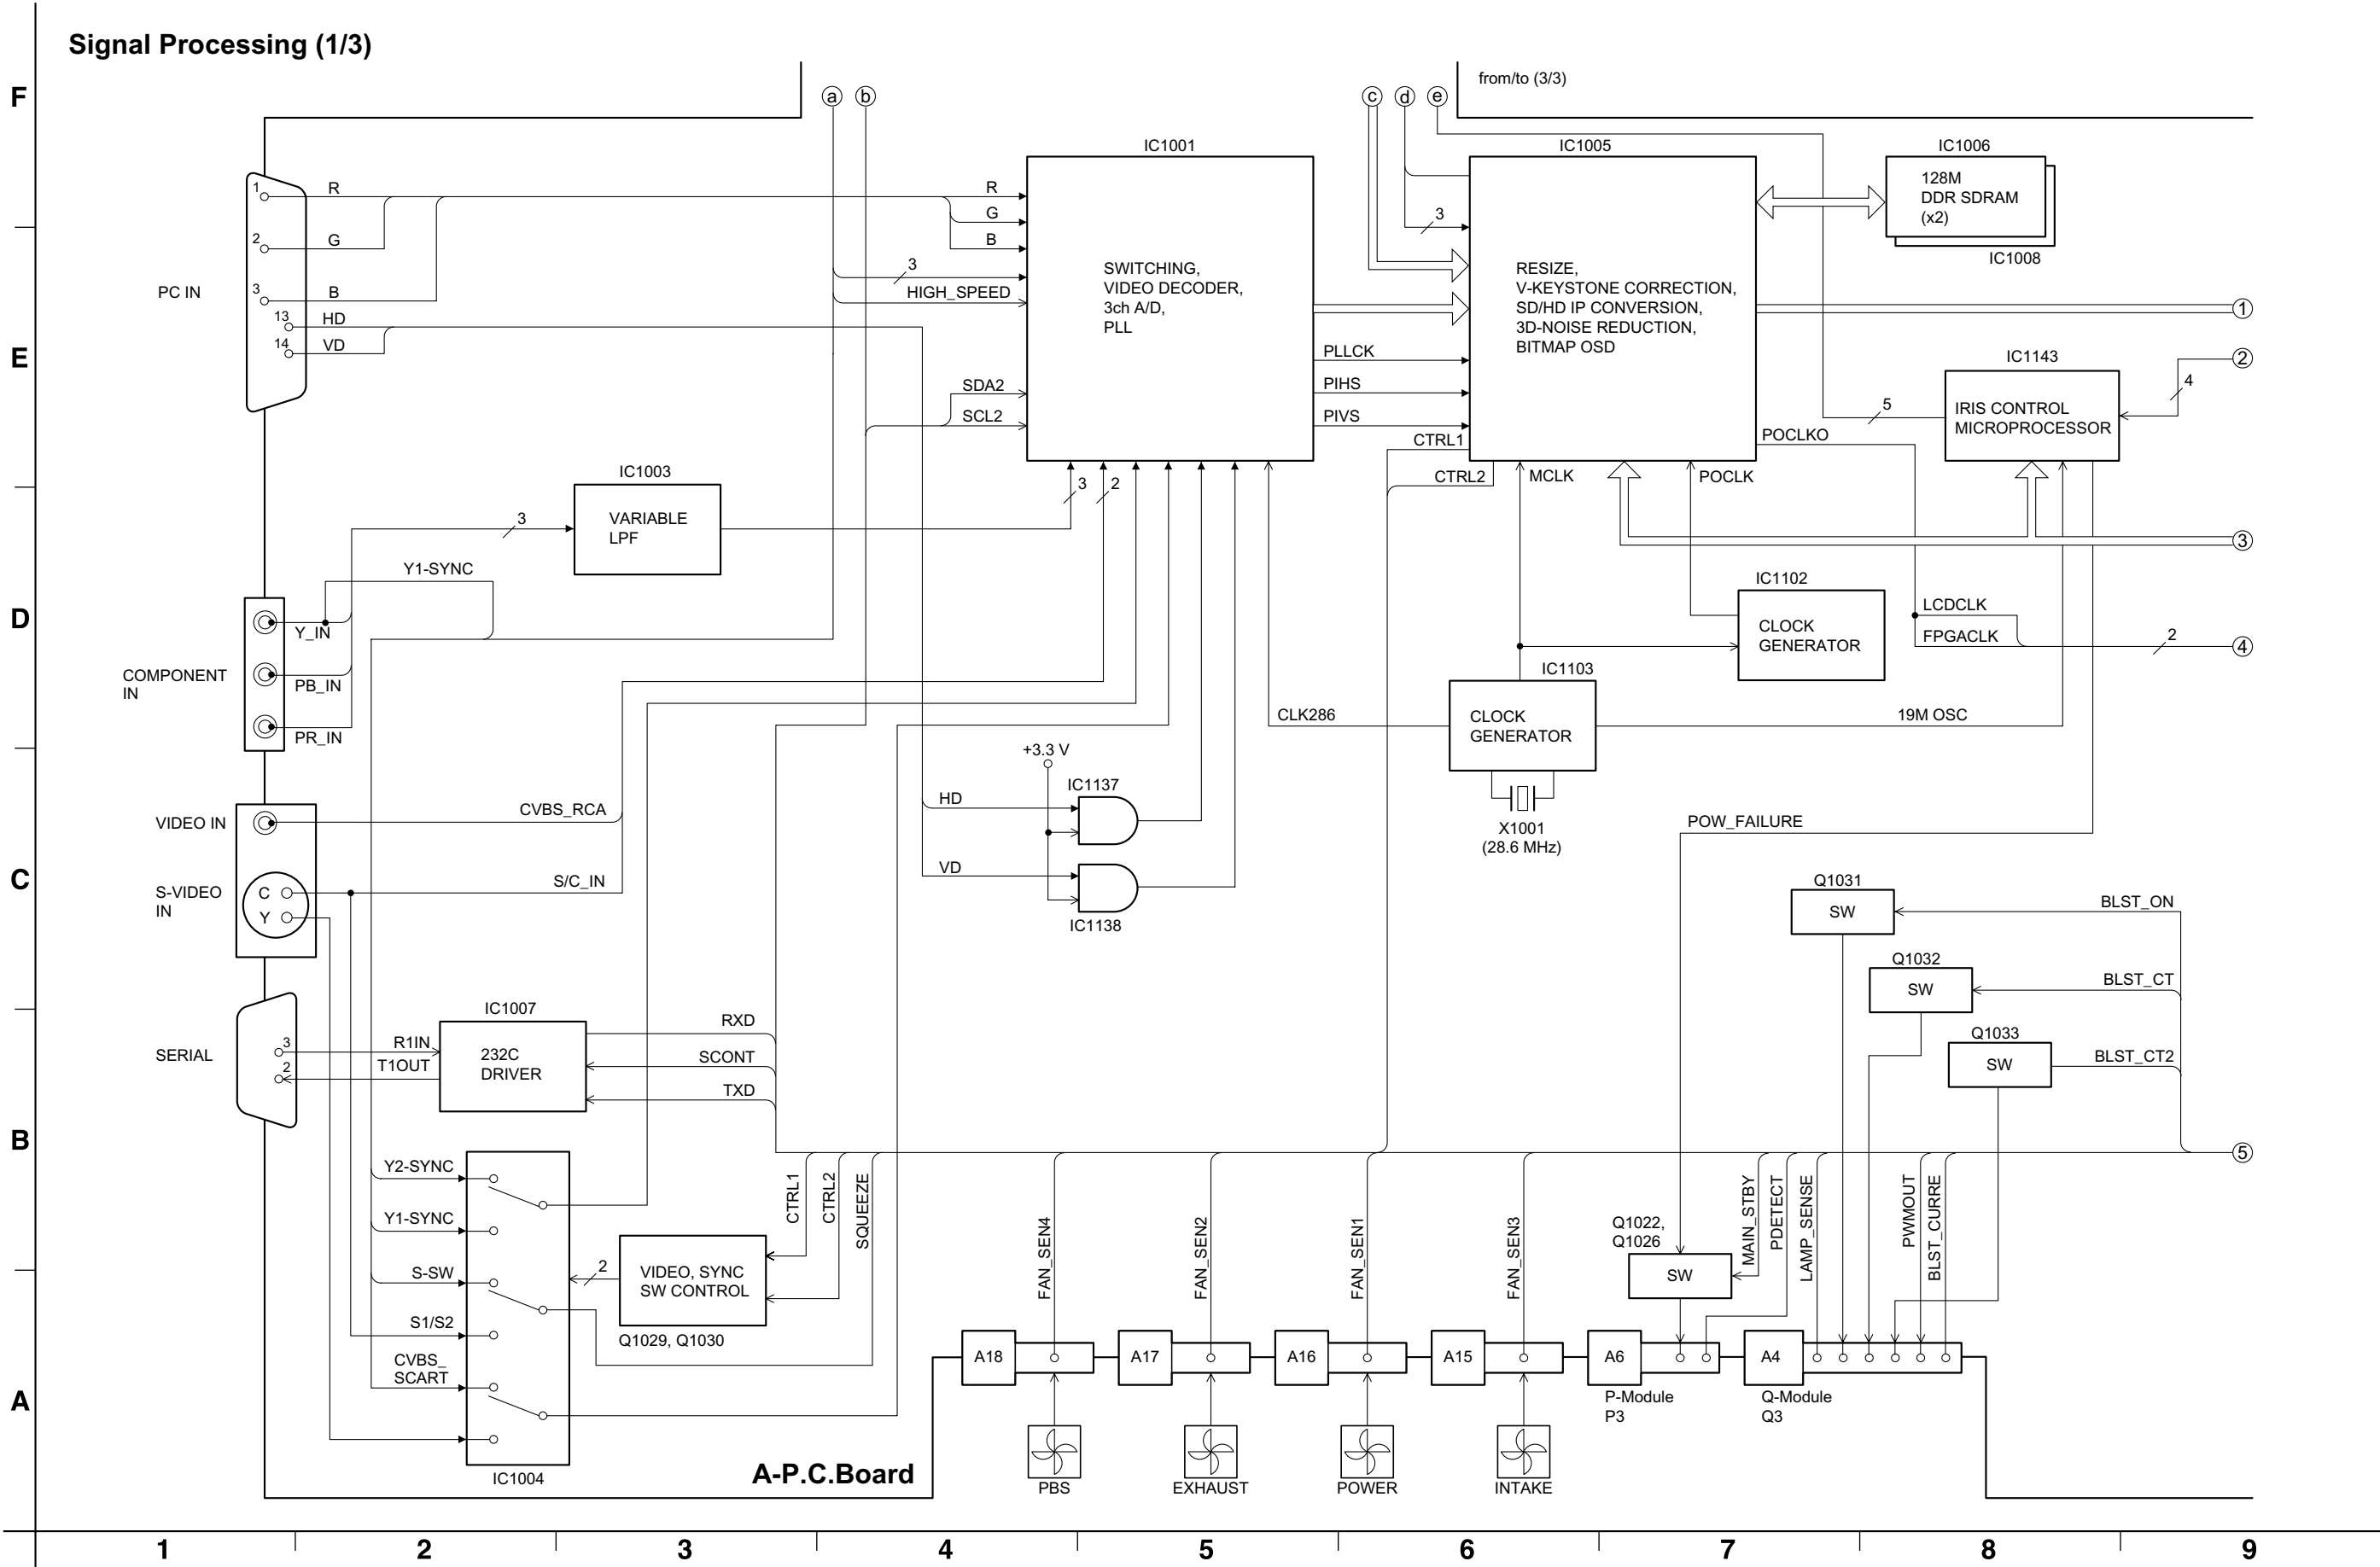 Signal Processing (1/3)
F
E
D
C
B
A
from/to (3/3)
a
b
c
d
e
IC1001
IC1005
IC1006
128M
DDR SDRAM
(x2)
IC1008
1
R
2
G
3
B
13
HD
14
VD
PC IN
R
G
B
3
HIGH_SPEED
SDA2
SCL2
SWITCHING,
VIDEO DECODER,
3ch A/D,
PLL
PLLCK
PIHS
PIVS
3
RESIZE,
V-KEYSTONE CORRECTION,
SD/HD IP CONVERSION,
3D-NOISE REDUCTION,
BITMAP OSD
CTRL1
CTRL2
MCLK
POCLK
POCLKO
1
IC1143
IRIS CONTROL
MICROPROCESSOR
5
4
2
3
IC1003
VARIABLE
LPF
3
3
2
Y1-SYNC
Y_IN
PB_IN
PR_IN
COMPONENT
IN
IC1102
CLOCK
GENERATOR
LCDCLK
FPGACLK
2
4
IC1103
CLOCK
GENERATOR
CLK286
19M OSC
X1001
(28.6 MHz)
+3.3 V
IC1137
HD
VD
IC1138
VIDEO IN
CVBS_RCA
S-VIDEO
IN
C
Y
S/C_IN
POW_FAILURE
Q1031
SW
BLST_ON
Q1032
SW
BLST_CT
Q1033
SW
BLST_CT2
SERIAL
3
2
R1IN
T1OUT
IC1007
232C
DRIVER
RXD
SCONT
TXD
5
Y2-SYNC
Y1-SYNC
S-SW
S1/S2
CVBS_
SCART
IC1004
2
VIDEO, SYNC
SW CONTROL
Q1029, Q1030
CTRL1
CTRL2
SQUEEZE
FAN_SEN4
FAN_SEN2
FAN_SEN1
FAN_SEN3
Q1022,
Q1026
SW
MAIN_STBY
PDETECT
LAMP_SENSE
PWMOUT
BLST_CURRE
A18
A17
A16
A15
A6
A4
P-Module
P3
Q-Module
Q3
PBS
EXHAUST
POWER
INTAKE
A-P.C.Board
1
2
3
4
5
6
7
8
9